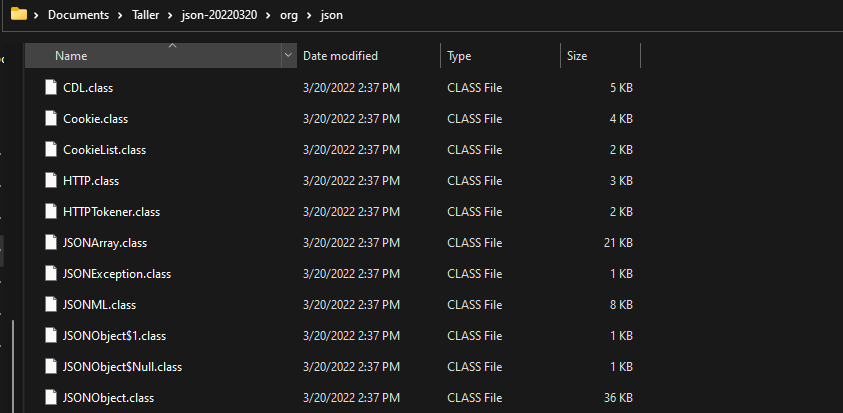 Documents > Taller > json-20220320 > org > json
Name Date modified Type Size
CDL.class 3/20/2022 2:37 PM CLASS File 5 KB
Cookie.class 3/20/2022 2:37 PM CLASS File 4 KB
CookieList.class 3/20/2022 2:37 PM CLASS File 2 KB
HTTP.class 3/20/2022 2:37 PM CLASS File 3 KB
HTTPTokener.class 3/20/2022 2:37 PM CLASS File 2 KB
JSONArray.class 3/20/2022 2:37 PM CLASS File 21 KB
JSONException.class 3/20/2022 2:37 PM CLASS File 1 KB
JSONML.class 3/20/2022 2:37 PM CLASS File 8 KB
JSONObject$1.class 3/20/2022 2:37 PM CLASS File 1 KB
JSONObject$Null.class 3/20/2022 2:37 PM CLASS File 1 KB
JSONObject.class 3/20/2022 2:37 PM CLASS File 36 KB